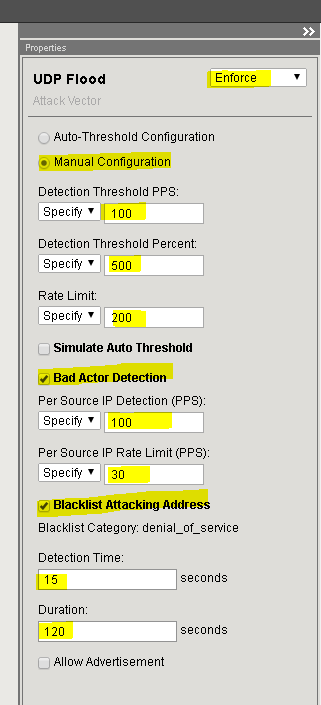 Properties
UDP Flood Enforce
Attack Vector
Auto-Threshold Configuration
Manual Configuration
Detection Threshold PPS:
Specify 100
Detection Threshold Percent:
Specify 500
Rate Limit:
Specify 200
Simulate Auto Threshold
Bad Actor Detection
Per Source IP Detection (PPS):
Specify 100
Per Source IP Rate Limit (PPS):
Specify 30
Blacklist Attacking Address
Blacklist Category: denial_of_service
Detection Time:
15 seconds
Duration:
120 seconds
Allow Advertisement